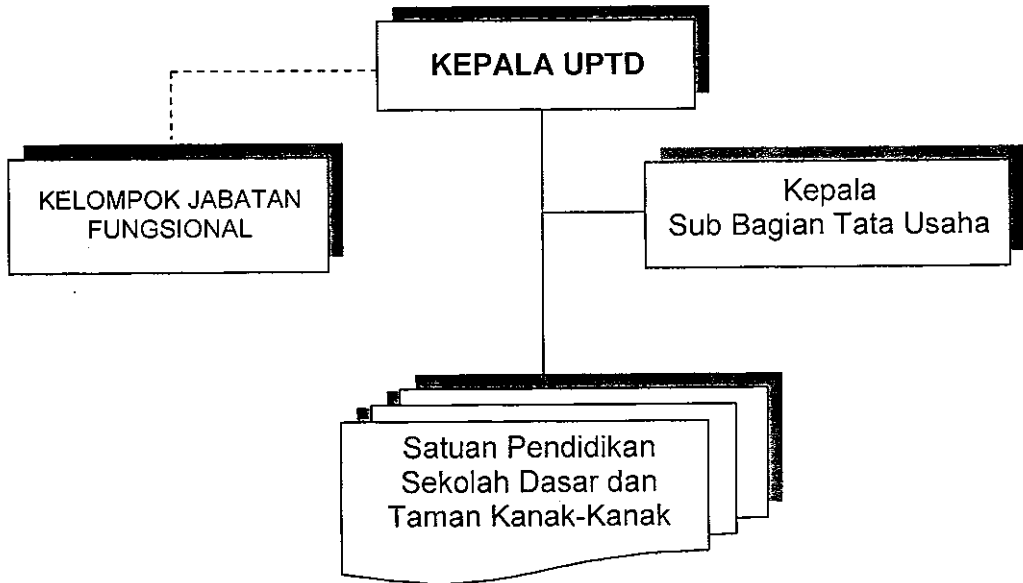 KEPALA UPTD
KELOMPOK JABATAN
FUNGSIONAL
Kepala
Sub Bagian Tata Usaha
Satuan Pendidikan
Sekolah Dasar dan
Taman Kanak-Kanak